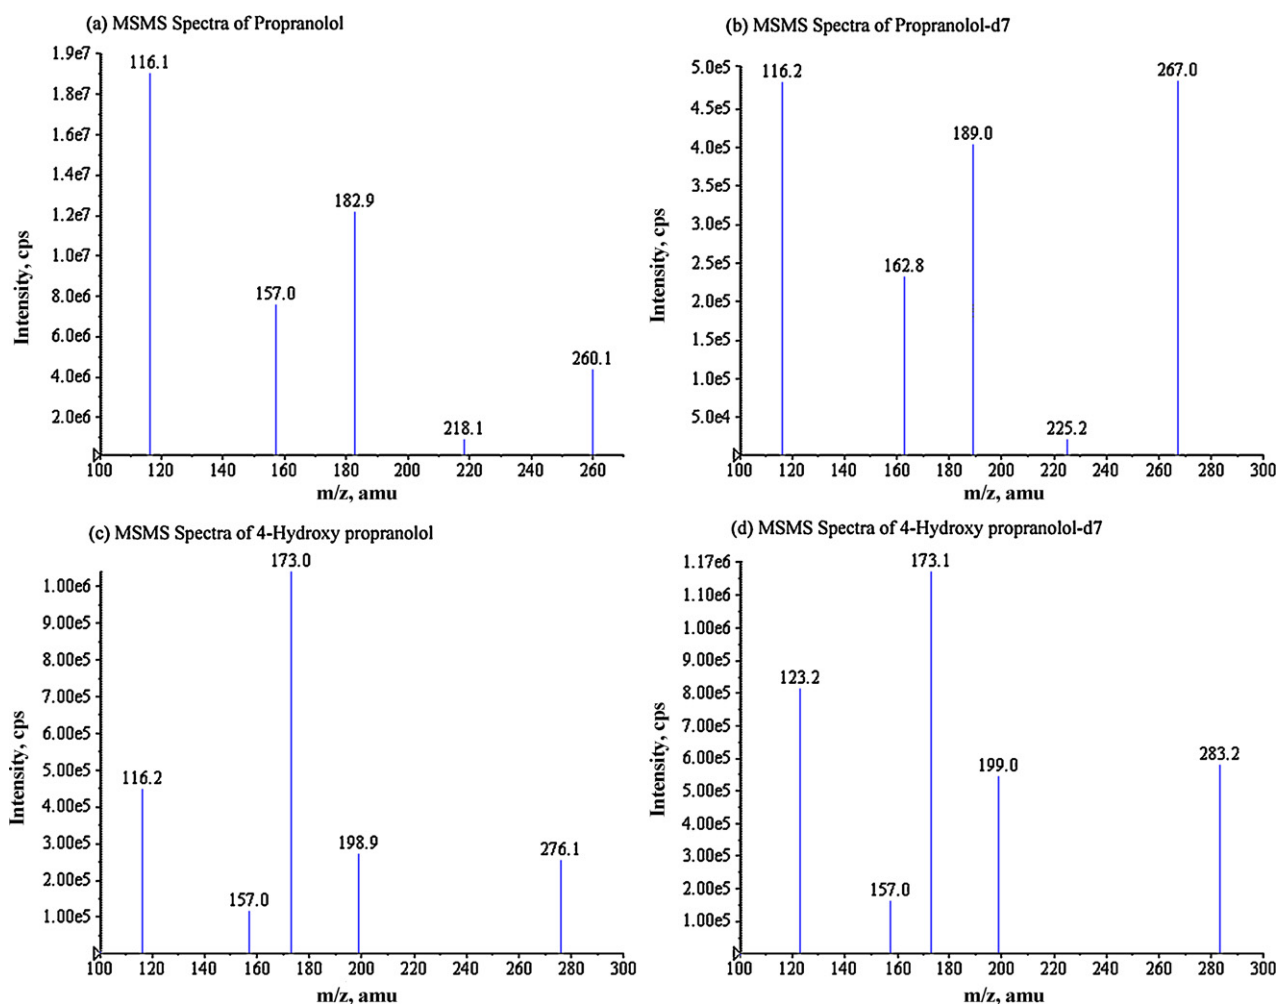 (a) MSMS Spectra of Propranolol
1.9e7
1.8e7
1.6e7
1.4e7
1.2e7
1.0e7
8.0e6
6.0e6
4.0e6
2.0e6
Intensity, cps
116.1
157.0
182.9
218.1
260.1
100 120 140 160 180 200 220 240 260
m/z, amu
(b) MSMS Spectra of Propranolol-d7
5.0e5
4.5e5
4.0e5
3.5e5
3.0e5
2.5e5
2.0e5
1.5e5
1.0e5
5.0e4
Intensity, cps
116.2
162.8
189.0
225.2
267.0
100 120 140 160 180 200 220 240 260 280 300
m/z, amu
(c) MSMS Spectra of 4-Hydroxy propranolol
1.00e6
9.00e5
8.00e5
7.00e5
6.00e5
5.00e5
4.00e5
3.00e5
2.00e5
1.00e5
Intensity, cps
116.2
157.0
173.0
198.9
276.1
100 120 140 160 180 200 220 240 260 280 300
m/z, amu
(d) MSMS Spectra of 4-Hydroxy propranolol-d7
1.17e6
1.10e6
1.00e6
9.00e5
8.00e5
7.00e5
6.00e5
5.00e5
4.00e5
3.00e5
2.00e5
1.00e5
Intensity, cps
123.2
157.0
173.1
199.0
283.2
100 120 140 160 180 200 220 240 260 280 300
m/z, amu